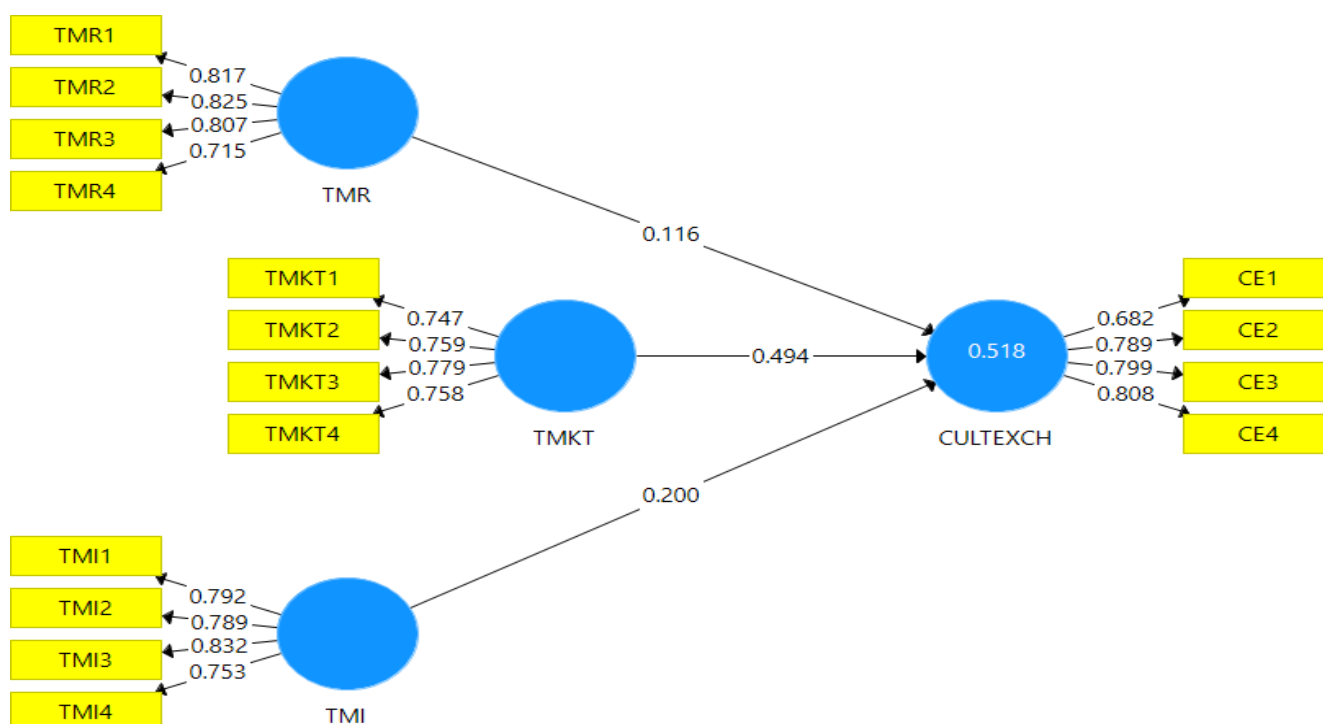 TMR1
TMR2
TMR3
TMR4
0.817
0.825
0.807
0.715
TMR
0.116
TMKT1
TMKT2
TMKT3
TMKT4
0.747
0.759
0.779
0.758
TMKT
0.494
0.518
CULTEXCH
0.682
0.789
0.799
0.808
CE1
CE2
CE3
CE4
0.200
TMI1
TMI2
TMI3
TMI4
0.792
0.789
0.832
0.753
TMI